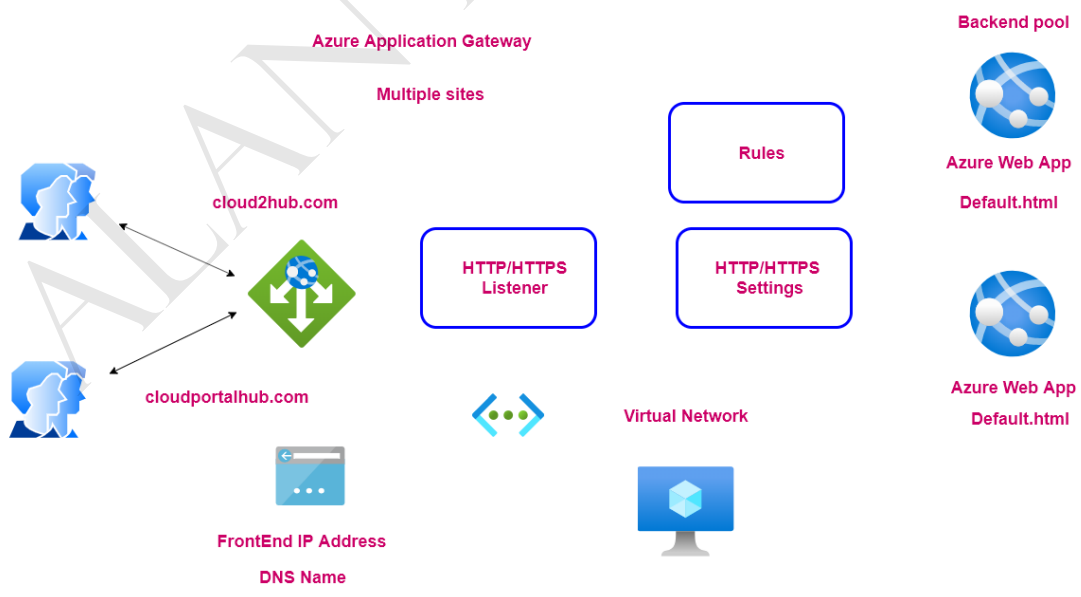 Backend pool
Azure Application Gateway
Multiple sites
Rules
Azure Web App
cloud2hub.com
Default.html
HTTP/HTTPS
Listener
HTTP/HTTPS
Settings
Azure Web App
cloudportalhub.com
Virtual Network
Default.html
FrontEnd IP Address
DNS Name